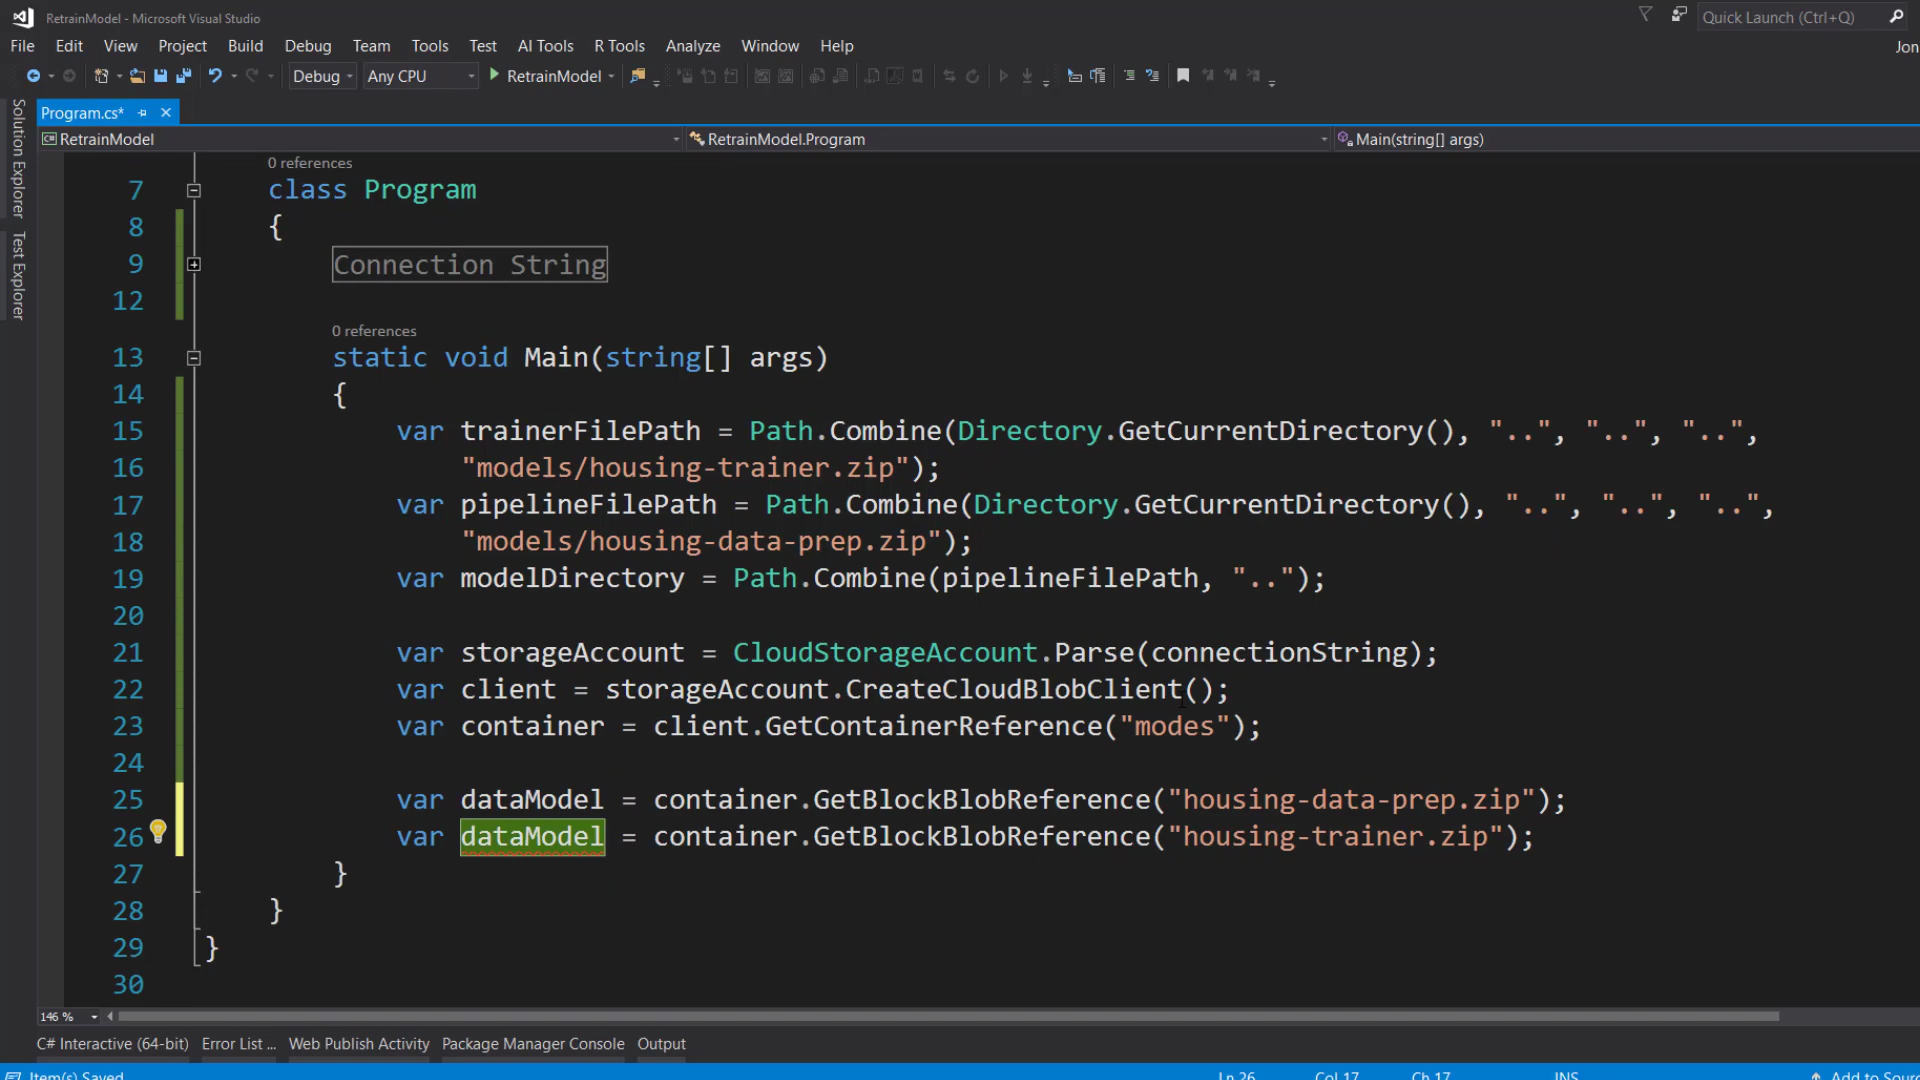 RetrainModel - Microsoft Visual Studio
Quick Launch (Ctrl+Q)
File Edit View Project Build Debug Team Tools Test AI Tools R Tools Analyze Window Help
Jon
Debug Any CPU RetrainModel
Solution Explorer
Test Explorer
Program.cs*
RetrainModel RetrainModel.Program Main(string[] args)
0 references
7 class Program
8 {
9 Connection String
12
0 references
13 static void Main(string[] args)
14 {
15 var trainerFilePath = Path.Combine(Directory.GetCurrentDirectory(), "..", "..", "..",
16 "models/housing-trainer.zip");
17 var pipelineFilePath = Path.Combine(Directory.GetCurrentDirectory(), "..", "..", "..",
18 "models/housing-data-prep.zip");
19 var modelDirectory = Path.Combine(pipelineFilePath, "..");
20
21 var storageAccount = CloudStorageAccount.Parse(connectionString);
22 var client = storageAccount.CreateCloudBlobClient();
23 var container = client.GetContainerReference("modes");
24
25 var dataModel = container.GetBlockBlobReference("housing-data-prep.zip");
26 var dataModel = container.GetBlockBlobReference("housing-trainer.zip");
27 }
28 }
29 }
30
146 %
C# Interactive (64-bit) Error List ... Web Publish Activity Package Manager Console Output
Item(s) Saved Ln 26 Col 17 Ch 17 INS Add to Sourc